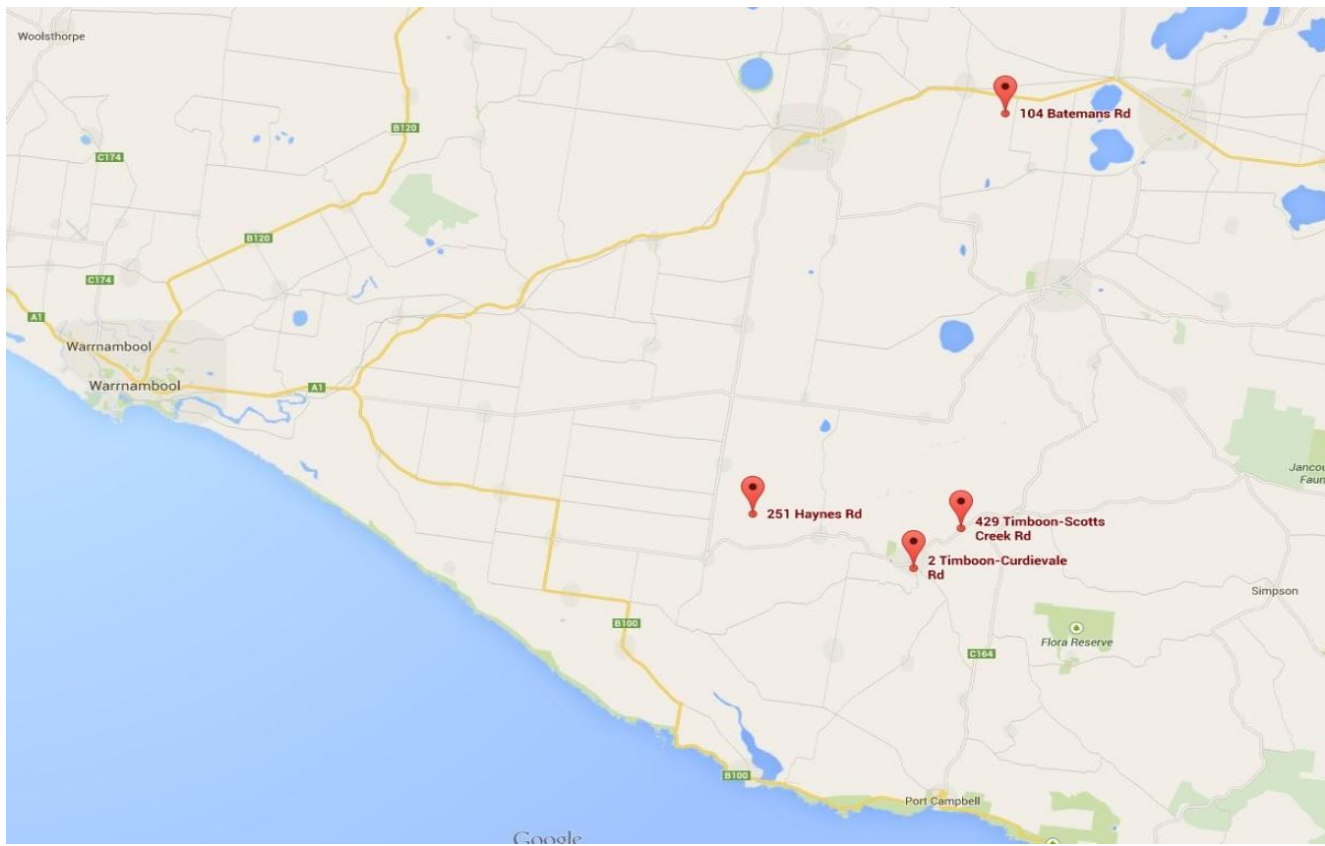 Woolsthorpe
104 Batemans Rd
B120
C174
B120
C174
A1
Warrnambool
Warrnambool
A1
Jancou
Faun
251 Haynes Rd
429 Timboon-Scotts
Creek Rd
2 Timboon-Curdievale
Rd
Simpson
B100
Flora Reserve
C164
B100
Port Campbell
Google